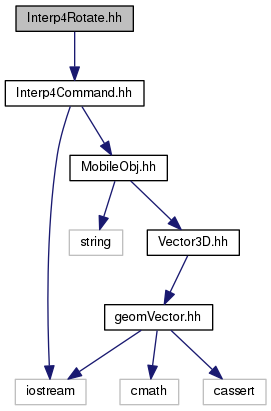 Interp4Rotate.hh
Interp4Command.hh
MobileObj.hh
string
Vector3D.hh
geomVector.hh
iostream
cmath
cassert